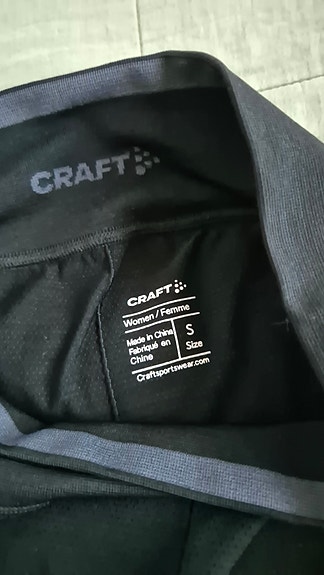 CRAFT
CRAFT
Women / Femme
Made in China
Fabriqué en
Chine
S
Size
Craftsportswear.com